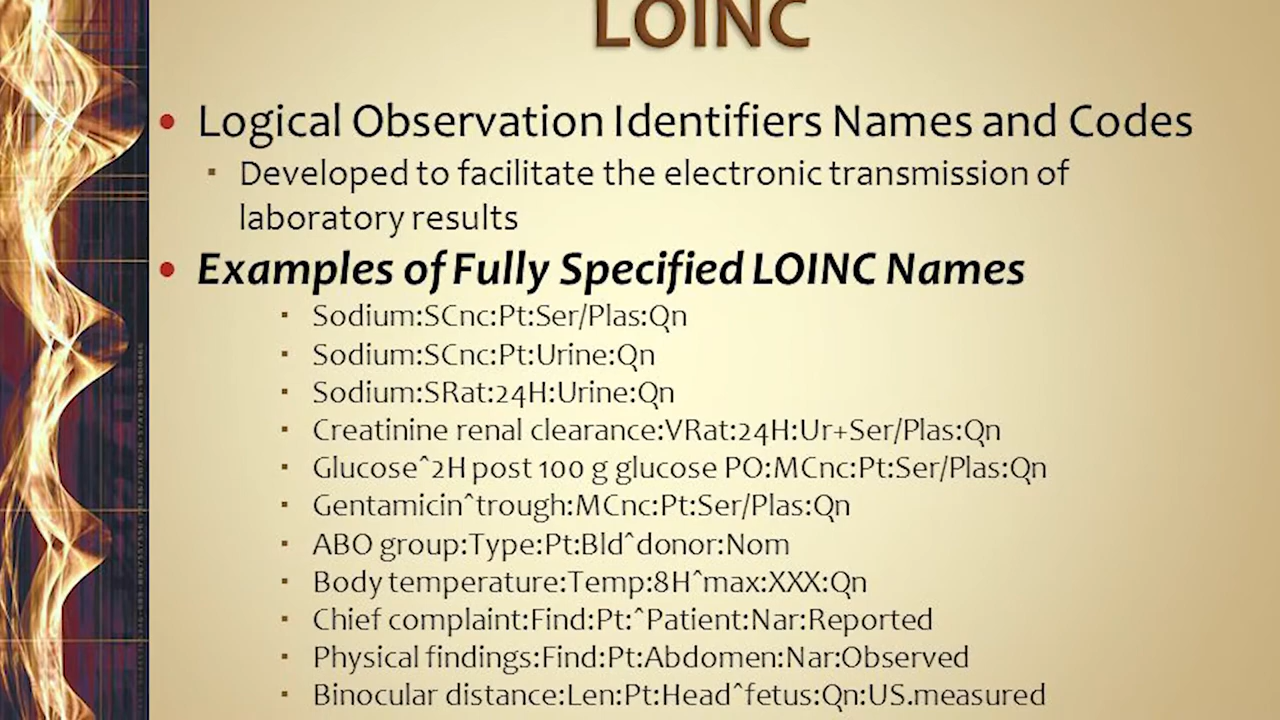 LOINC
• Logical Observation Identifiers Names and Codes
▪ Developed to facilitate the electronic transmission of
laboratory results
• Examples of Fully Specified LOINC Names
▪ Sodium:SCnc:Pt:Ser/Plas:Qn
▪ Sodium:SCnc:Pt:Urine:Qn
▪ Sodium:SRat:24H:Urine:Qn
▪ Creatinine renal clearance:VRat:24H:Ur+Ser/Plas:Qn
▪ Glucose^2H post 100 g glucose PO:MCnc:Pt:Ser/Plas:Qn
▪ Gentamicin^trough:MCnc:Pt:Ser/Plas:Qn
▪ ABO group:Type:Pt:Bld^donor:Nom
▪ Body temperature:Temp:8H^max:XXX:Qn
▪ Chief complaint:Find:Pt:^Patient:Nar:Reported
▪ Physical findings:Find:Pt:Abdomen:Nar:Observed
▪ Binocular distance:Len:Pt:Head^fetus:Qn:US.measured